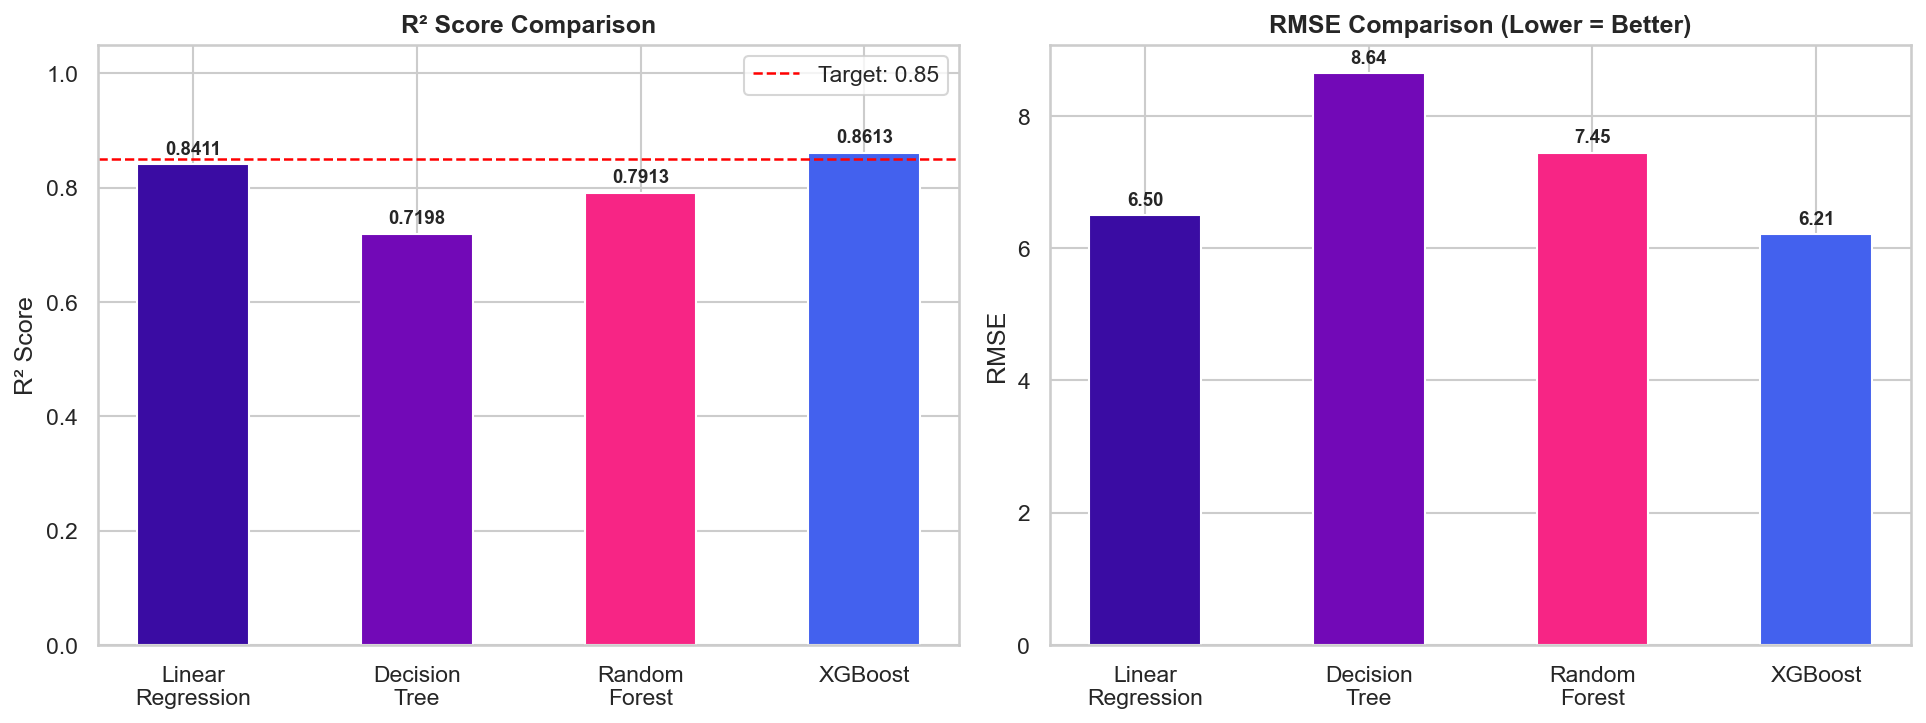 R² Score Comparison
R² Score
1.0
0.8
0.6
0.4
0.2
0.0
Target: 0.85
0.8411
0.7198
0.7913
0.8613
Linear
Regression
Decision
Tree
Random
Forest
XGBoost
RMSE Comparison (Lower = Better)
RMSE
8
6
4
2
0
6.50
8.64
7.45
6.21
Linear
Regression
Decision
Tree
Random
Forest
XGBoost